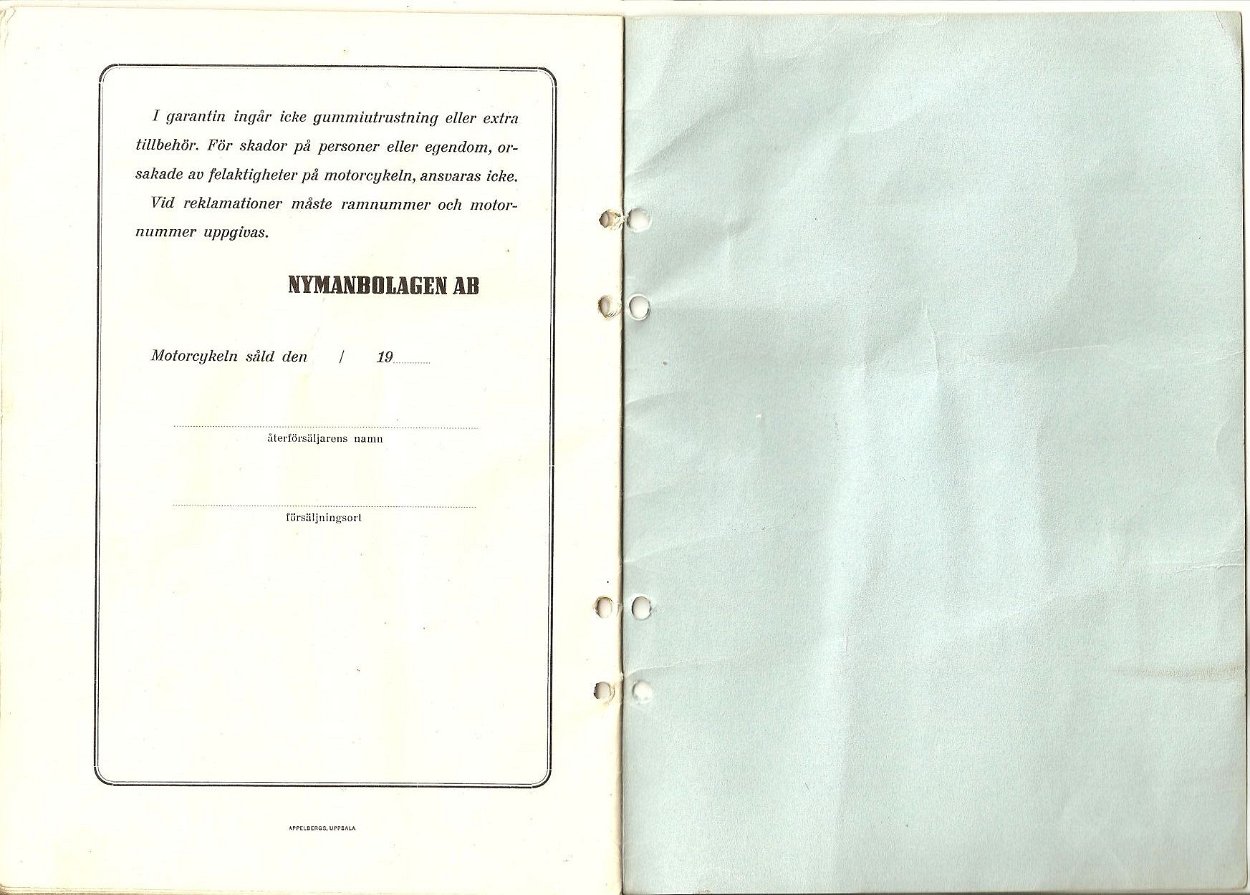 I garantin ingår icke gummiutrustning eller extra
tillbehör. För skador på personer eller egendom, or-
sakade av felaktigheter på motorcykeln, ansvaras icke.
Vid reklamationer måste ramnummer och motor-
nummer uppgivas.
NYMANBOLAGEN AB
Motorcykeln såld den / 19
återförsäljarens namn
försäljningsort
APPELBERGS, UPPSALA